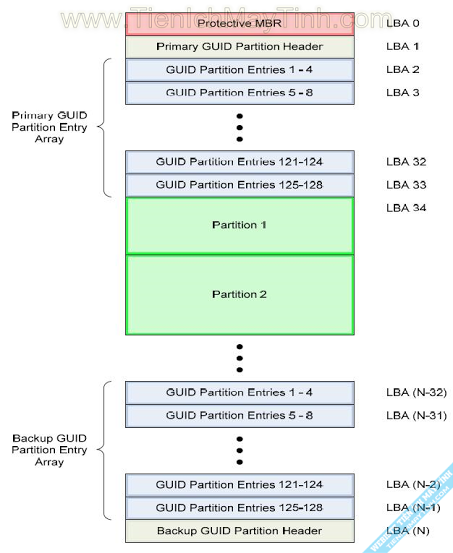 www.TienIchMayTinh.com
Protective MBR LBA 0
Primary GUID Partition Header LBA 1
GUID Partition Entries 1 - 4 LBA 2
GUID Partition Entries 5 - 8 LBA 3
Primary GUID
Partition Entry
Array
GUID Partition Entries 121-124 LBA 32
GUID Partition Entries 125-128 LBA 33
LBA 34
Partition 1
Partition 2
GUID Partition Entries 1 - 4 LBA (N-32)
GUID Partition Entries 5 - 8 LBA (N-31)
Backup GUID
Partition Entry
Array
GUID Partition Entries 121-124 LBA (N-2)
GUID Partition Entries 125-128 LBA (N-1)
Backup GUID Partition Header LBA (N)